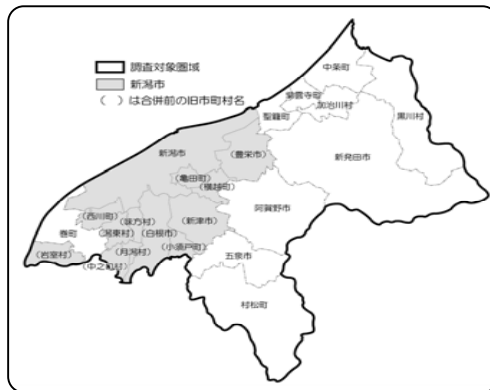 調査対象圏域
新潟市
( )は合併前の旧市町村名
中条町
紫雲寺町
加治川村
黒川村
聖籠町
新潟市
(豊栄市)
新発田市
(亀田町)
(横越町)
(西川町)
(味方村)
(新津市)
阿賀野市
巻町
(潟東村)
(白根市)
(岩室村)
(月潟村)
(小須戸町)
(中之口村)
五泉市
村松町